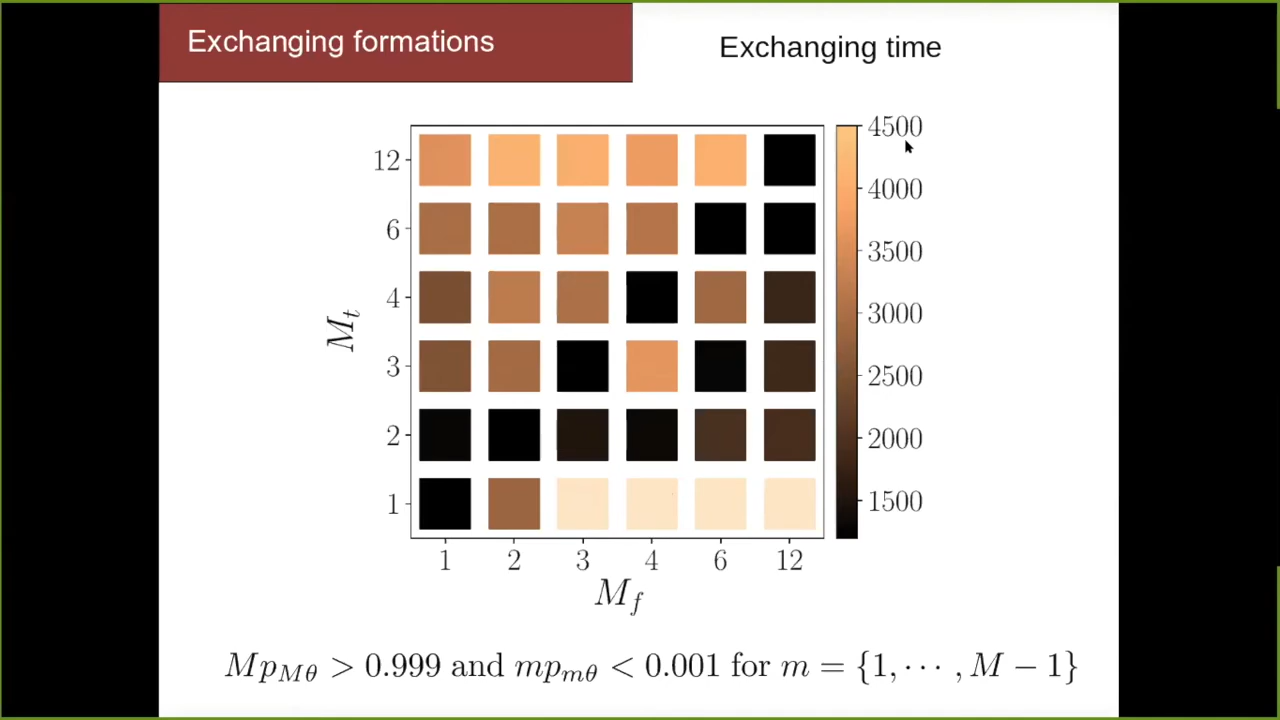 Exchanging formations
Exchanging time
12
6
4
3
2
1
M_t
1 2 3 4 6 12
M_f
4500
4000
3500
3000
2500
2000
1500
Mp_{Mθ} > 0.999 and mp_{mθ} < 0.001 for m = {1, ⋯ , M − 1}